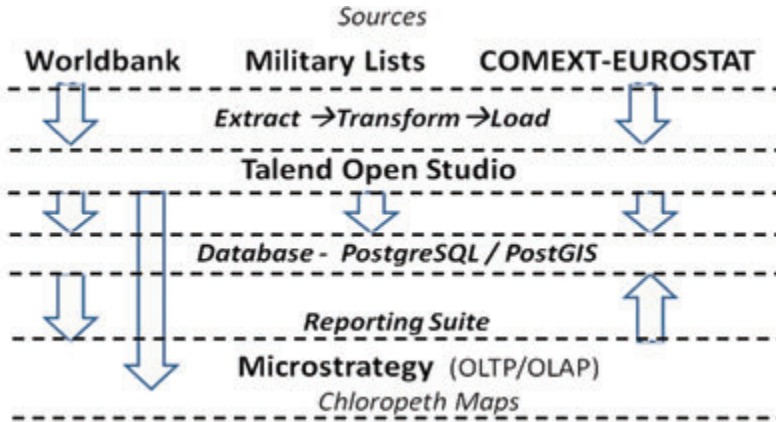 Sources
Worldbank Military Lists COMEXT-EUROSTAT
Extract →Transform→Load
Talend Open Studio
Database - PostgreSQL / PostGIS
Reporting Suite
Microstrategy (OLTP/OLAP)
Chloropeth Maps